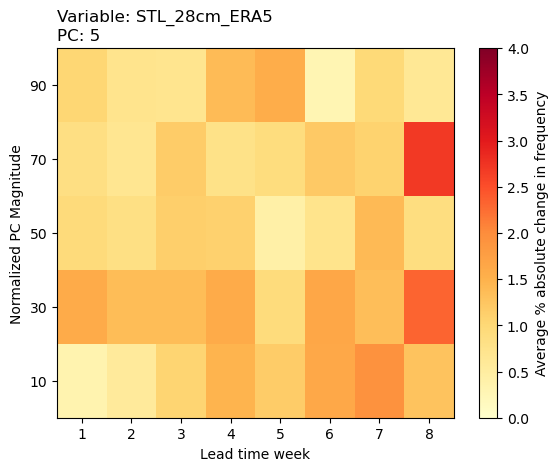 Variable: STL_28cm_ERA5
PC: 5
90
70
50
30
10
Normalized PC Magnitude
1 2 3 4 5 6 7 8
Lead time week
4.0
3.5
3.0
2.5
2.0
1.5
1.0
0.5
0.0
Average % absolute change in frequency